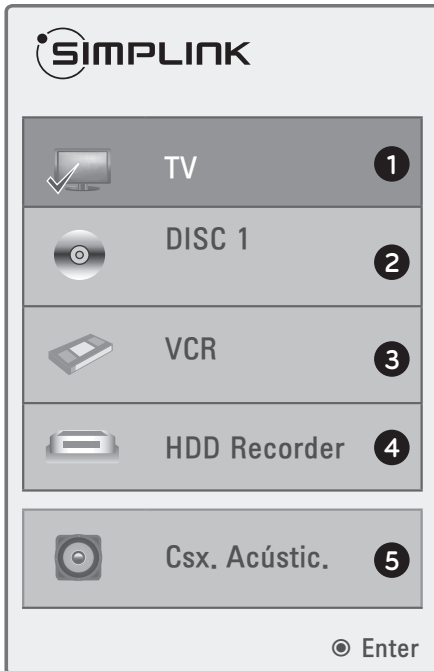 SIMPLINK
TV 1
DISC 1 2
VCR 3
HDD Recorder 4
Csx. Acústic. 5
◉ Enter